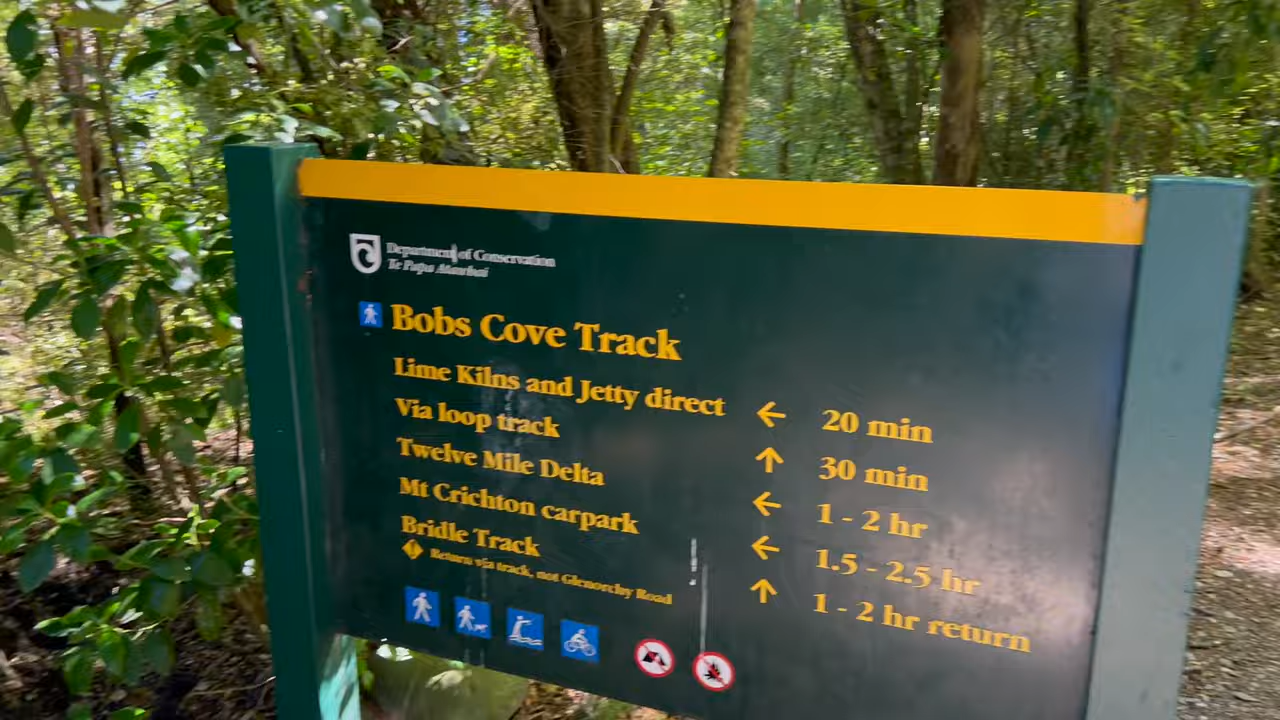 Department of Conservation
Te Papa Atawhai
Bobs Cove Track
Lime Kilns and Jetty direct ← 20 min
Via loop track ↑ 30 min
Twelve Mile Delta ← 1 - 2 hr
Mt Crichton carpark ← 1.5 - 2.5 hr
Bridle Track ↑ 1 - 2 hr return
! Return via track, not Glenorchy Road